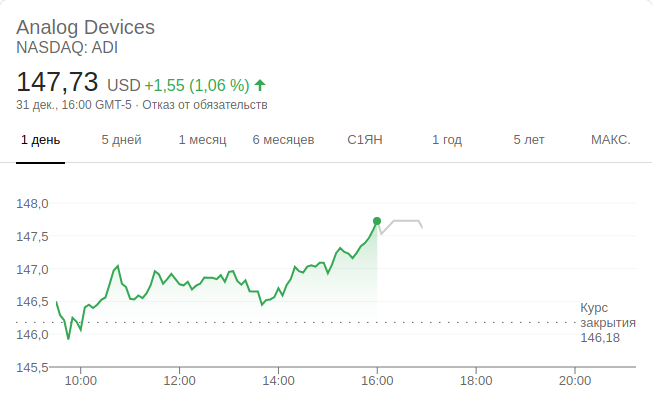 Analog Devices
NASDAQ: ADI
147,73 USD +1,55 (1,06 %)
31 дек., 16:00 GMT-5 · Отказ от обязательств
1 день 5 дней 1 месяц 6 месяцев С1ЯН 1 год 5 лет МАКС.
148,0
147,5
147,0
146,5
146,0
145,5
Курс
закрытия
146,18
10:00 12:00 14:00 16:00 18:00 20:00